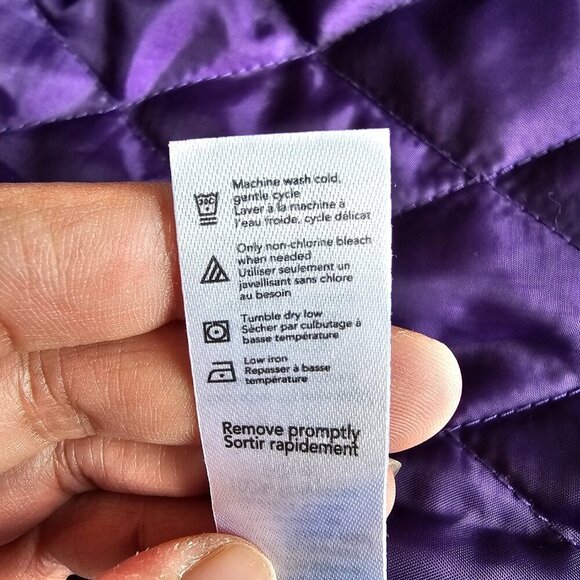 Machine wash cold,
gentle cycle
30C
Laver à la machine à
l'eau froide, cycle délicat
Only non-chlorine bleach
when needed
Utiliser seulement un
javellisant sans chlore
au besoin
Tumble dry low
Sécher par culbutage à
basse température
Low iron
Repasser à basse
température
Remove promptly
Sortir rapidement